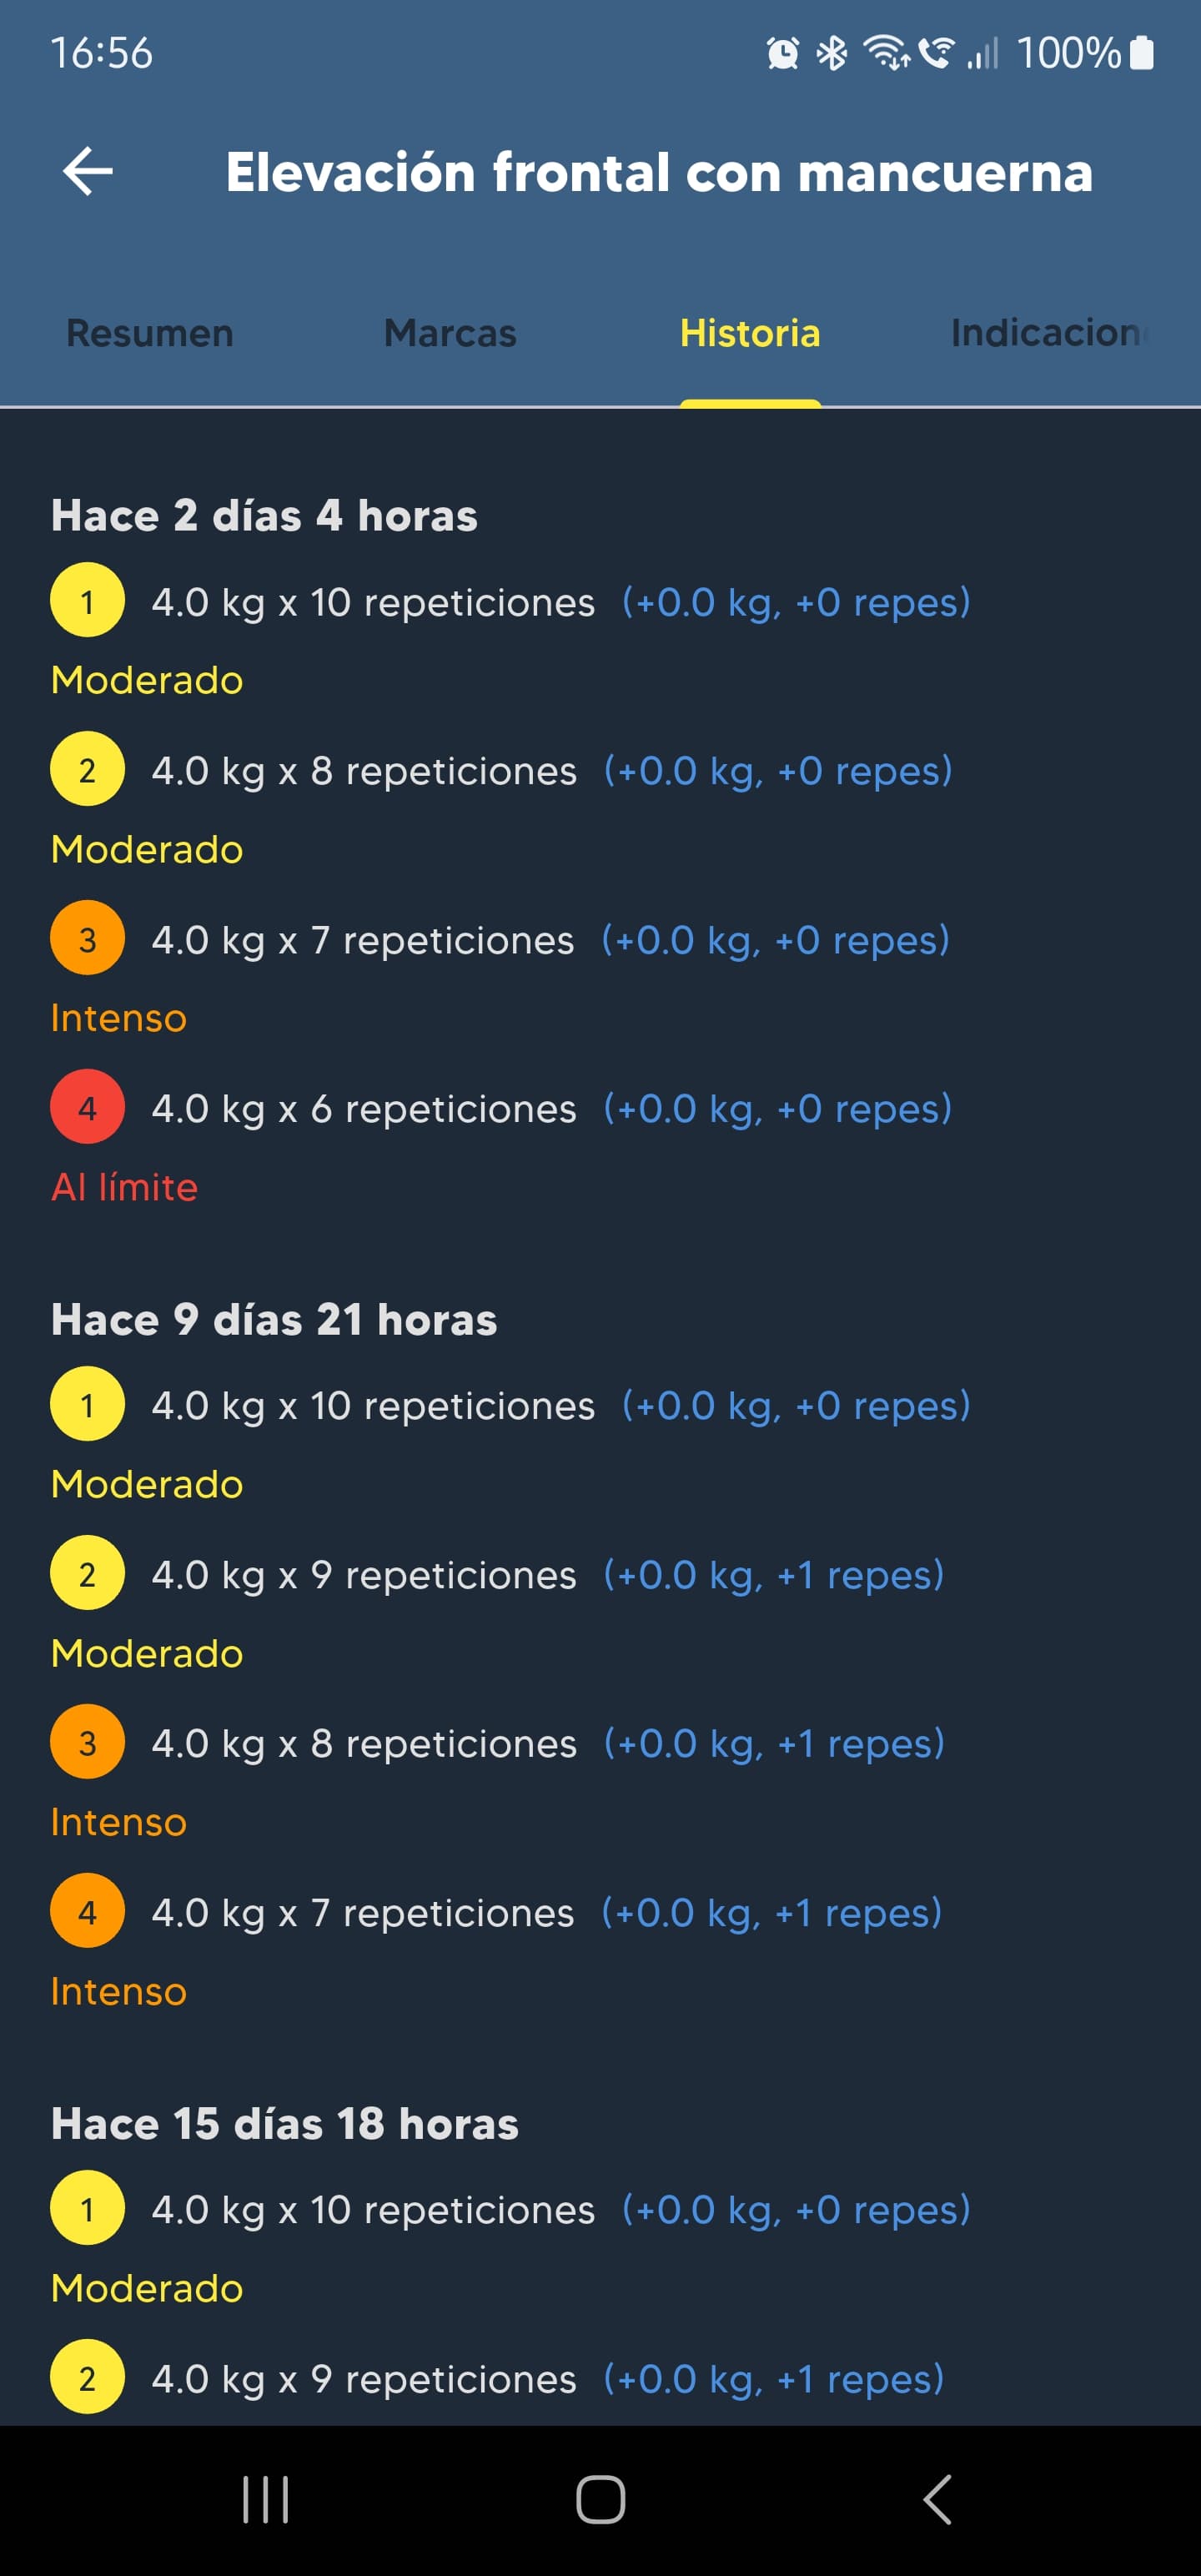 16:56
100%
Elevación frontal con mancuerna
Resumen Marcas Historia Indicacion
Hace 2 días 4 horas
1 4.0 kg x 10 repeticiones (+0.0 kg, +0 repes)
Moderado
2 4.0 kg x 8 repeticiones (+0.0 kg, +0 repes)
Moderado
3 4.0 kg x 7 repeticiones (+0.0 kg, +0 repes)
Intenso
4 4.0 kg x 6 repeticiones (+0.0 kg, +0 repes)
Al límite
Hace 9 días 21 horas
1 4.0 kg x 10 repeticiones (+0.0 kg, +0 repes)
Moderado
2 4.0 kg x 9 repeticiones (+0.0 kg, +1 repes)
Moderado
3 4.0 kg x 8 repeticiones (+0.0 kg, +1 repes)
Intenso
4 4.0 kg x 7 repeticiones (+0.0 kg, +1 repes)
Intenso
Hace 15 días 18 horas
1 4.0 kg x 10 repeticiones (+0.0 kg, +0 repes)
Moderado
2 4.0 kg x 9 repeticiones (+0.0 kg, +1 repes)